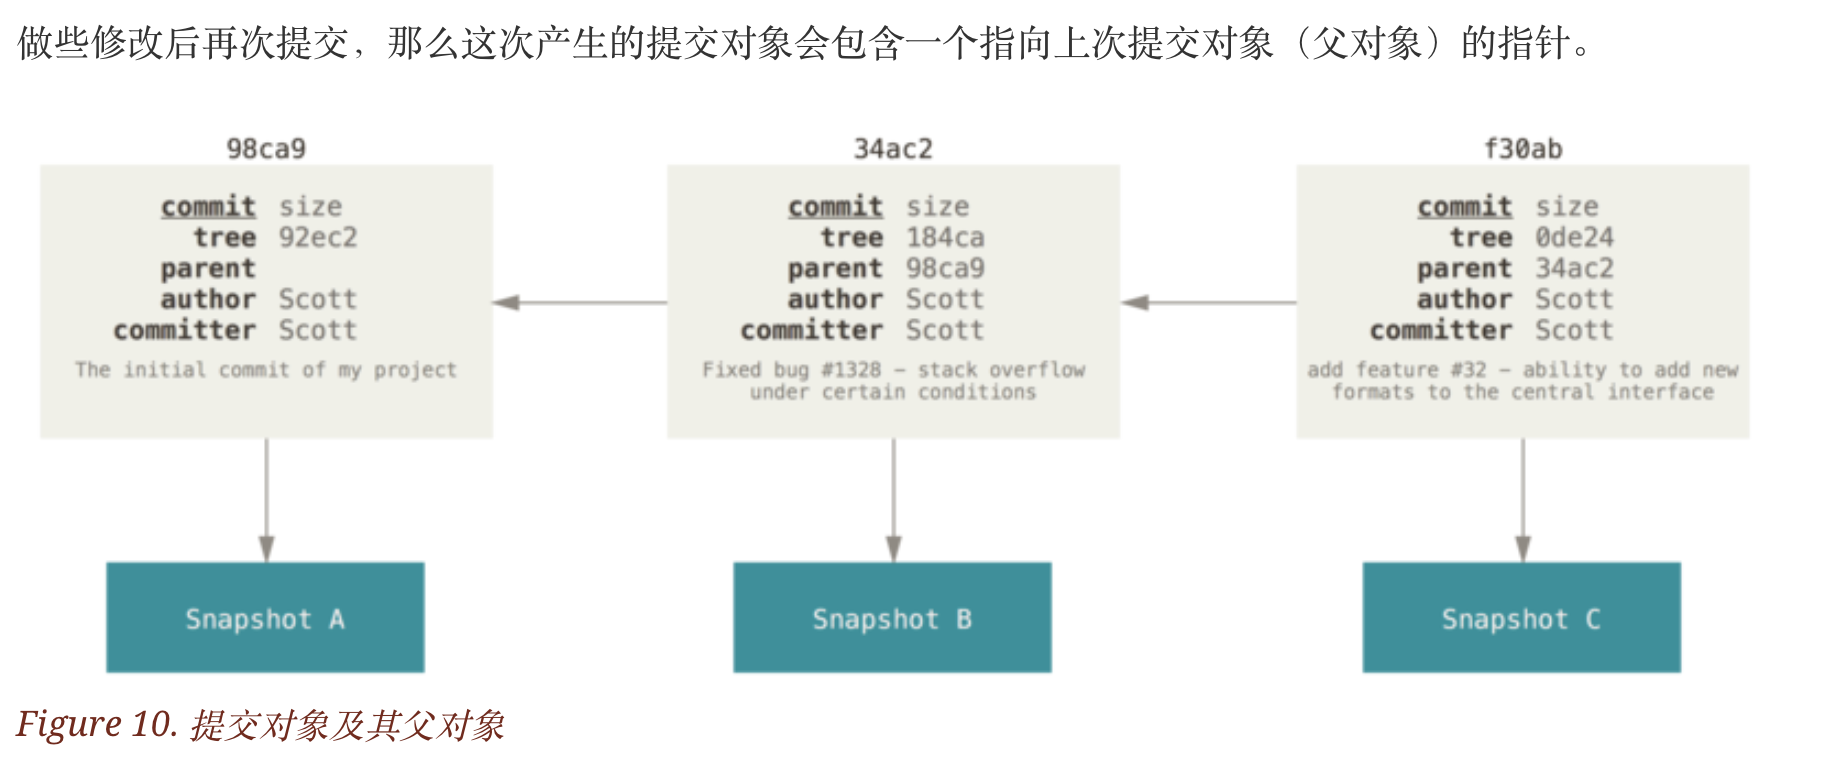 做些修改后再次提交，那么这次产生的提交对象会包含一个指向上次提交对象（父对象）的指针。
98ca9
commit size
tree 92ec2
parent
author Scott
committer Scott
The initial commit of my project
34ac2
commit size
tree 184ca
parent 98ca9
author Scott
committer Scott
Fixed bug #1328 – stack overflow
under certain conditions
f30ab
commit size
tree 0de24
parent 34ac2
author Scott
committer Scott
add feature #32 – ability to add new
formats to the central interface
Snapshot A
Snapshot B
Snapshot C
Figure 10. 提交对象及其父对象